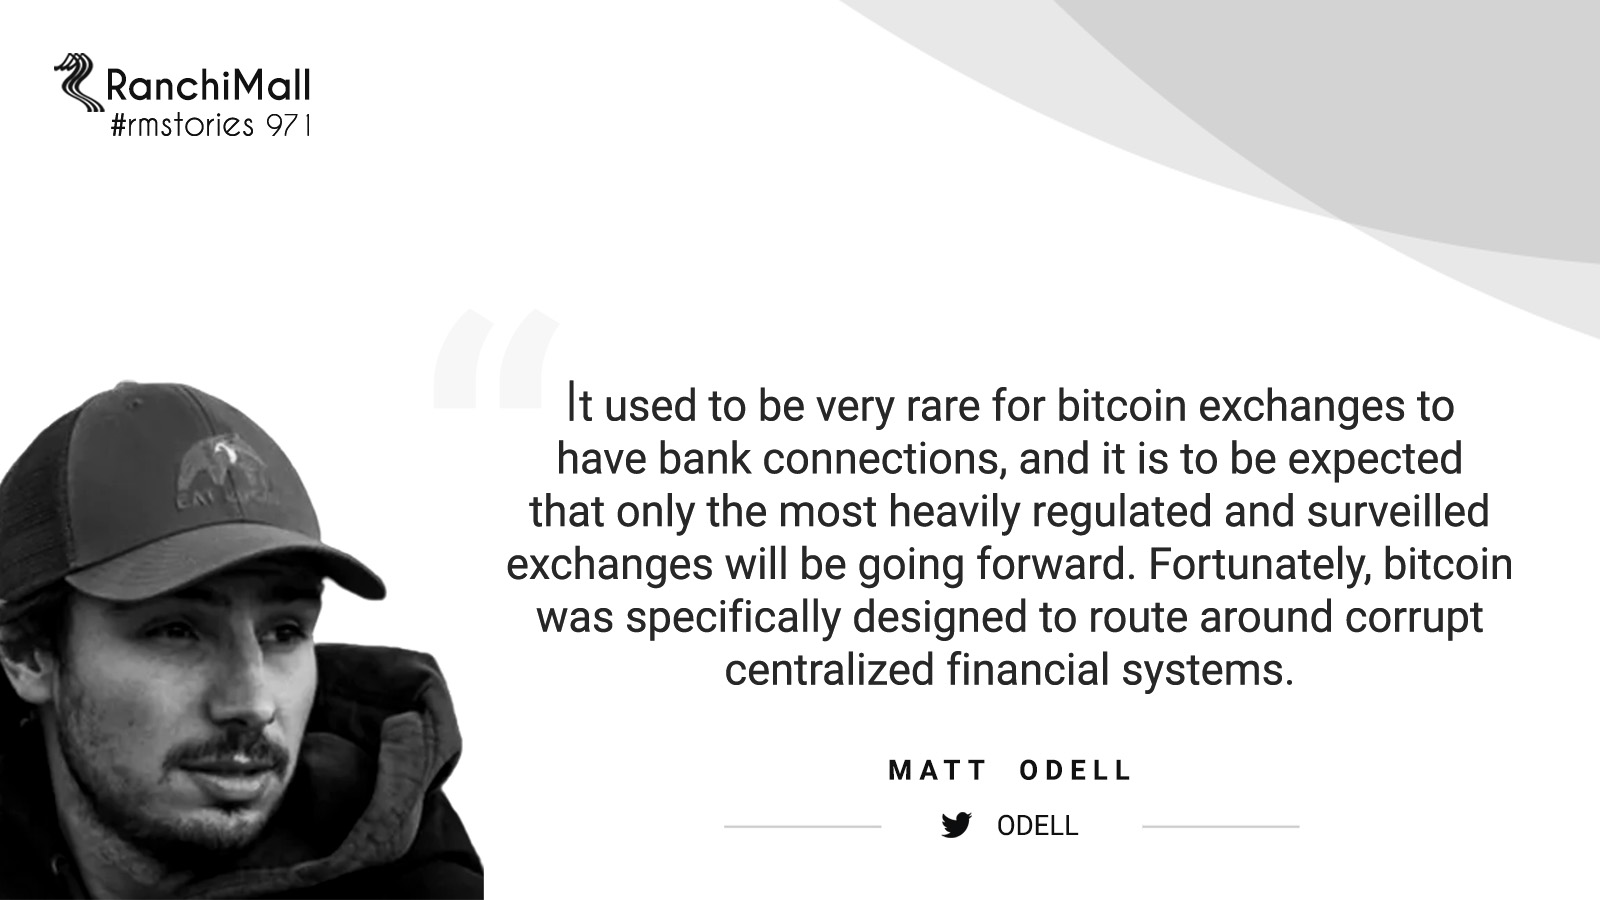 RanchiMall
#rmstories 971
“
It used to be very rare for bitcoin exchanges to
have bank connections, and it is to be expected
that only the most heavily regulated and surveilled
exchanges will be going forward. Fortunately, bitcoin
was specifically designed to route around corrupt
centralized financial systems.
MATT ODELL
ODELL
EAT